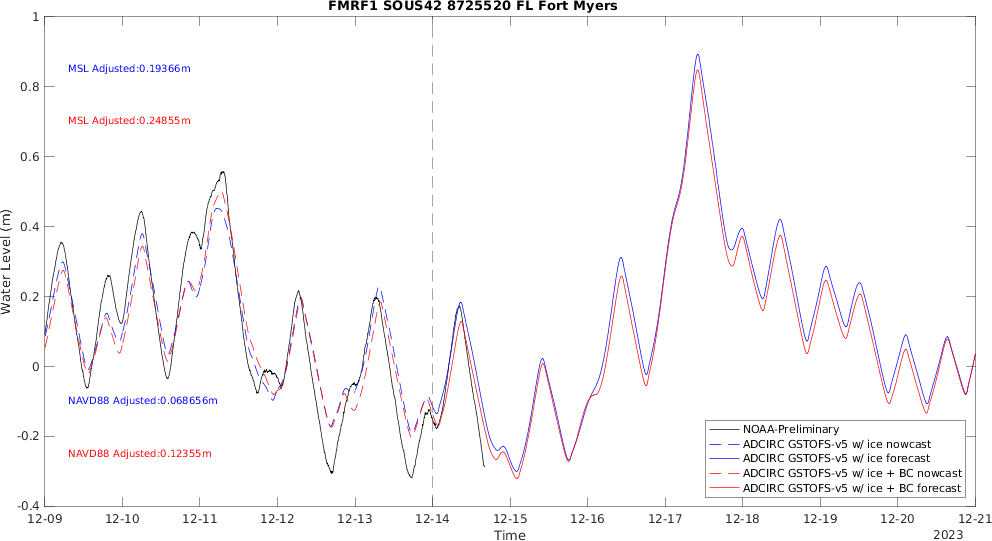 FMRF1 SOUS42 8725520 FL Fort Myers
1
0.8
0.6
0.4
0.2
0
-0.2
-0.4
Water Level (m)
MSL Adjusted:0.19366m
MSL Adjusted:0.24855m
NAVD88 Adjusted:0.068656m
NAVD88 Adjusted:0.12355m
NOAA-Preliminary
ADCIRC GSTOFS-v5 w/ ice nowcast
ADCIRC GSTOFS-v5 w/ ice forecast
ADCIRC GSTOFS-v5 w/ ice + BC nowcast
ADCIRC GSTOFS-v5 w/ ice + BC forecast
12-09 12-10 12-11 12-12 12-13 12-14 12-15 12-16 12-17 12-18 12-19 12-20 12-21
Time
2023